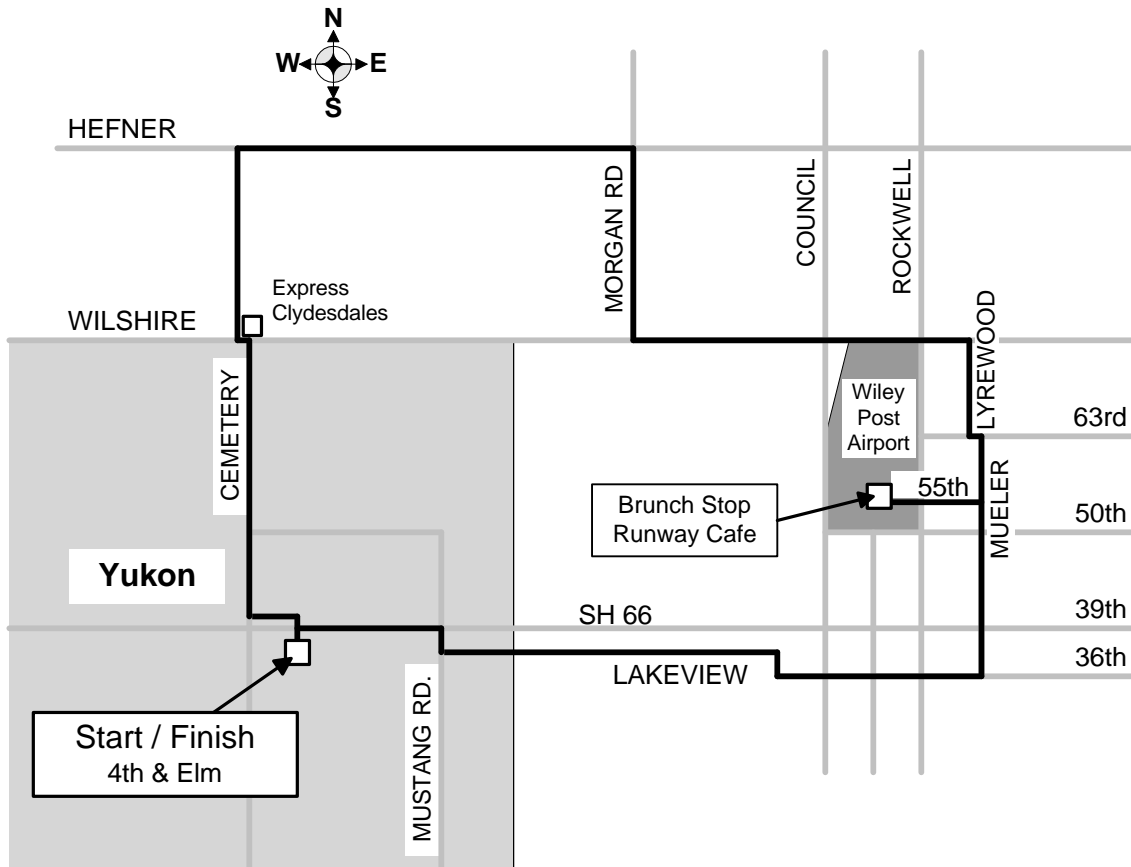 N
W
E
S
HEFNER
MORGAN RD
COUNCIL
ROCKWELL
Express
Clydesdales
WILSHIRE
CEMETERY
LYREWOOD
Wiley
Post
Airport
63rd
MUELER
55th
Brunch Stop
Runway Cafe
50th
Yukon
SH 66
39th
LAKEVIEW
36th
Start / Finish
4th & Elm
MUSTANG RD.